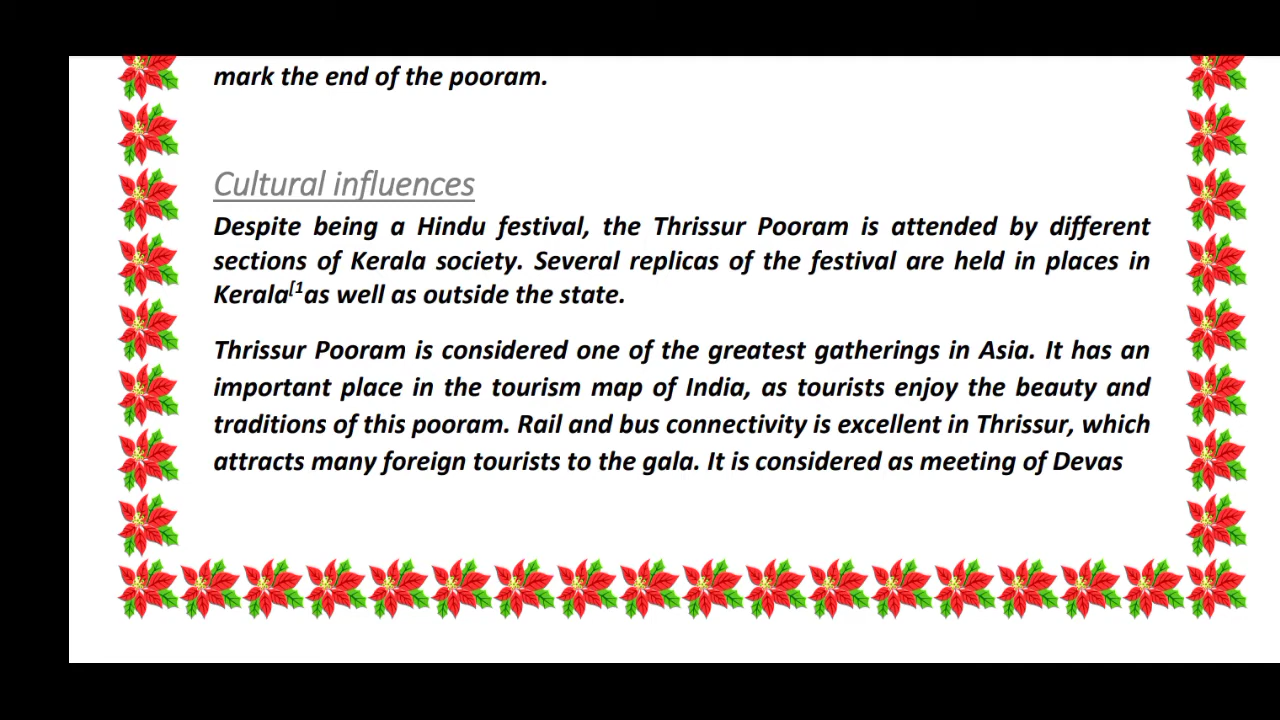 mark the end of the pooram.
Cultural influences
Despite being a Hindu festival, the Thrissur Pooram is attended by different
sections of Kerala society. Several replicas of the festival are held in places in
Kerala[1as well as outside the state.
Thrissur Pooram is considered one of the greatest gatherings in Asia. It has an
important place in the tourism map of India, as tourists enjoy the beauty and
traditions of this pooram. Rail and bus connectivity is excellent in Thrissur, which
attracts many foreign tourists to the gala. It is considered as meeting of Devas